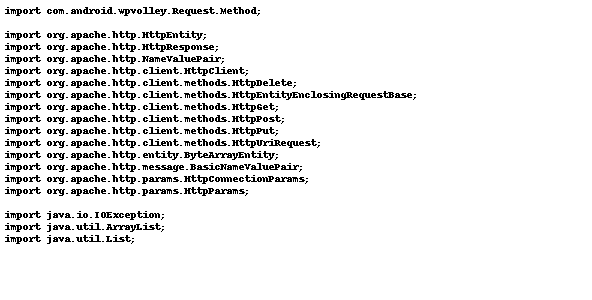 import com.android.wpvolley.Request.Method;

import org.apache.http.HttpEntity;
import org.apache.http.HttpResponse;
import org.apache.http.NameValuePair;
import org.apache.http.client.HttpClient;
import org.apache.http.client.methods.HttpDelete;
import org.apache.http.client.methods.HttpEntityEnclosingRequestBase;
import org.apache.http.client.methods.HttpGet;
import org.apache.http.client.methods.HttpPost;
import org.apache.http.client.methods.HttpPut;
import org.apache.http.client.methods.HttpUriRequest;
import org.apache.http.entity.ByteArrayEntity;
import org.apache.http.message.BasicNameValuePair;
import org.apache.http.params.HttpConnectionParams;
import org.apache.http.params.HttpParams;

import java.io.IOException;
import java.util.ArrayList;
import java.util.List;